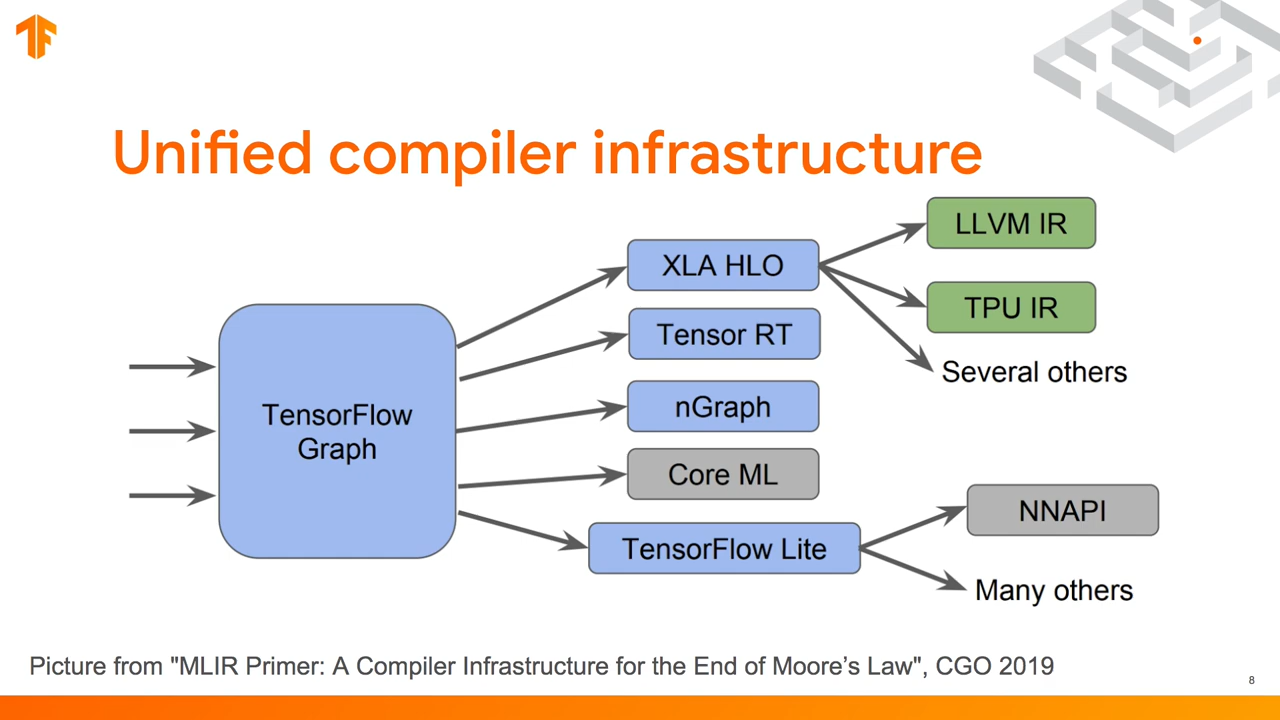 Unified compiler infrastructure
TensorFlow
Graph
XLA HLO
Tensor RT
nGraph
Core ML
TensorFlow Lite
LLVM IR
TPU IR
Several others
NNAPI
Many others
Picture from "MLIR Primer: A Compiler Infrastructure for the End of Moore’s Law", CGO 2019
8